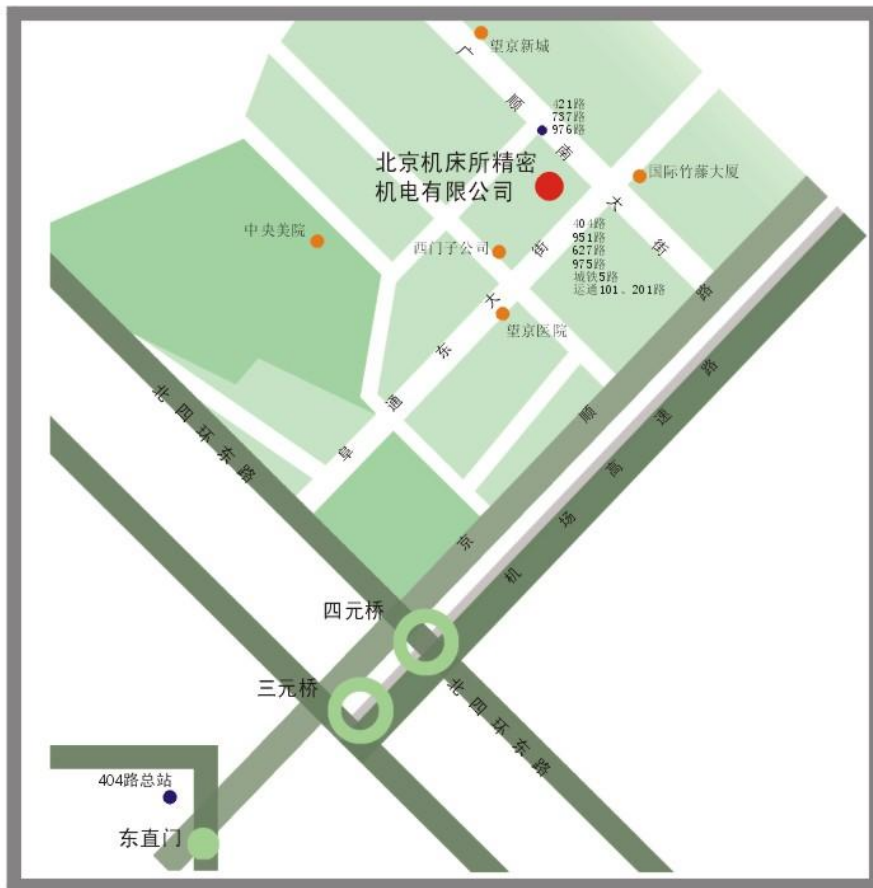 望京新城
广顺南大街
421路
737路
976路
北京机床所精密
机电有限公司
国际竹藤大厦
中央美院
西门子公司
404路
951路
627路
975路
城铁5路
运通101、201路
望京医院
阜通东大街
北四环东路
京顺路
机场高速路
四元桥
三元桥
北四环东路
404路总站
东直门